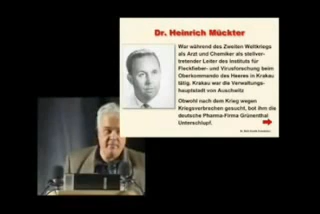 Dr. Heinrich Mückter
War während des Zweiten Weltkriegs
als Arzt und Chemiker als stellver-
tretender Leiter des Instituts für
Fleckfieber- und Virusforschung beim
Oberkommando des Heeres in Krakau
tätig. Krakau war die Verwaltungs-
hauptstadt von Auschwitz
Obwohl nach dem Krieg wegen
Kriegsverbrechen gesucht, bot ihm die
deutsche Pharma-Firma Grünenthal
Unterschlupf.